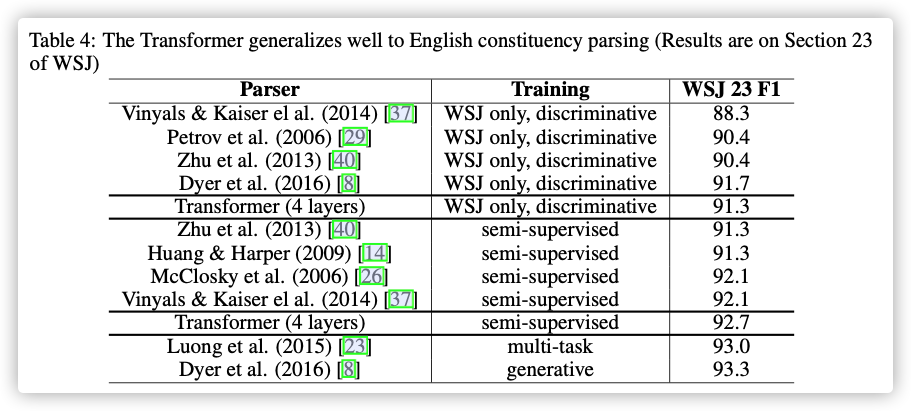 Table 4: The Transformer generalizes well to English constituency parsing (Results are on Section 23
of WSJ)
Parser Training WSJ 23 F1
Vinyals & Kaiser el al. (2014) [37] WSJ only, discriminative 88.3
Petrov et al. (2006) [29] WSJ only, discriminative 90.4
Zhu et al. (2013) [40] WSJ only, discriminative 90.4
Dyer et al. (2016) [8] WSJ only, discriminative 91.7
Transformer (4 layers) WSJ only, discriminative 91.3
Zhu et al. (2013) [40] semi-supervised 91.3
Huang & Harper (2009) [14] semi-supervised 91.3
McClosky et al. (2006) [26] semi-supervised 92.1
Vinyals & Kaiser el al. (2014) [37] semi-supervised 92.1
Transformer (4 layers) semi-supervised 92.7
Luong et al. (2015) [23] multi-task 93.0
Dyer et al. (2016) [8] generative 93.3